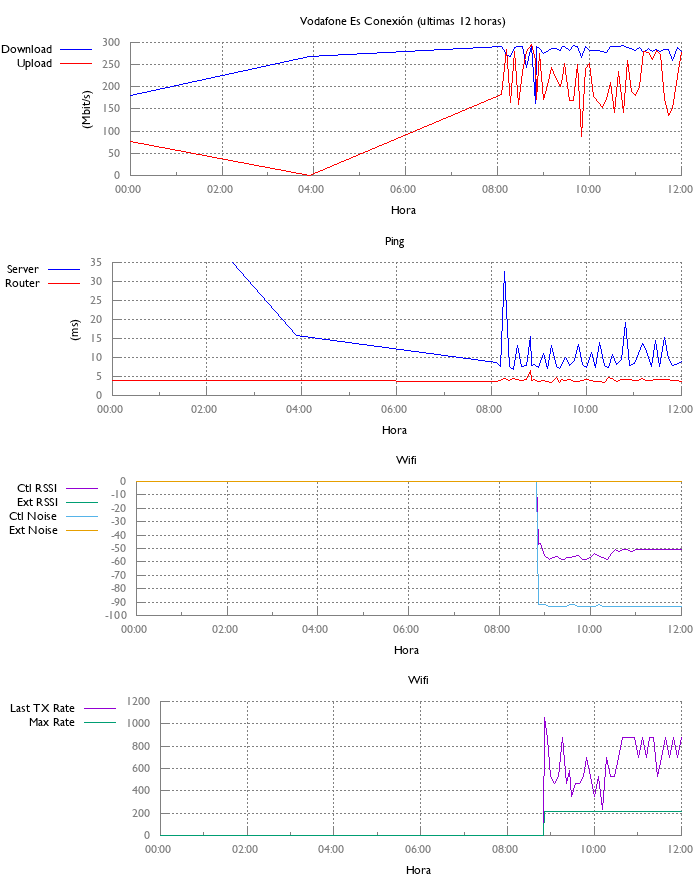 Vodafone Es Conexión (ultimas 12 horas)
Download
Upload
(Mbit/s)
300
250
200
150
100
50
0
00:00 02:00 04:00 06:00 08:00 10:00 12:00
Hora
Ping
Server
Router
(ms)
35
30
25
20
15
10
5
0
00:00 02:00 04:00 06:00 08:00 10:00 12:00
Hora
Wifi
Ctl RSSI
Ext RSSI
Ctl Noise
Ext Noise
0
-10
-20
-30
-40
-50
-60
-70
-80
-90
-100
00:00 02:00 04:00 06:00 08:00 10:00 12:00
Hora
Wifi
Last TX Rate
Max Rate
1200
1000
800
600
400
200
0
00:00 02:00 04:00 06:00 08:00 10:00 12:00
Hora